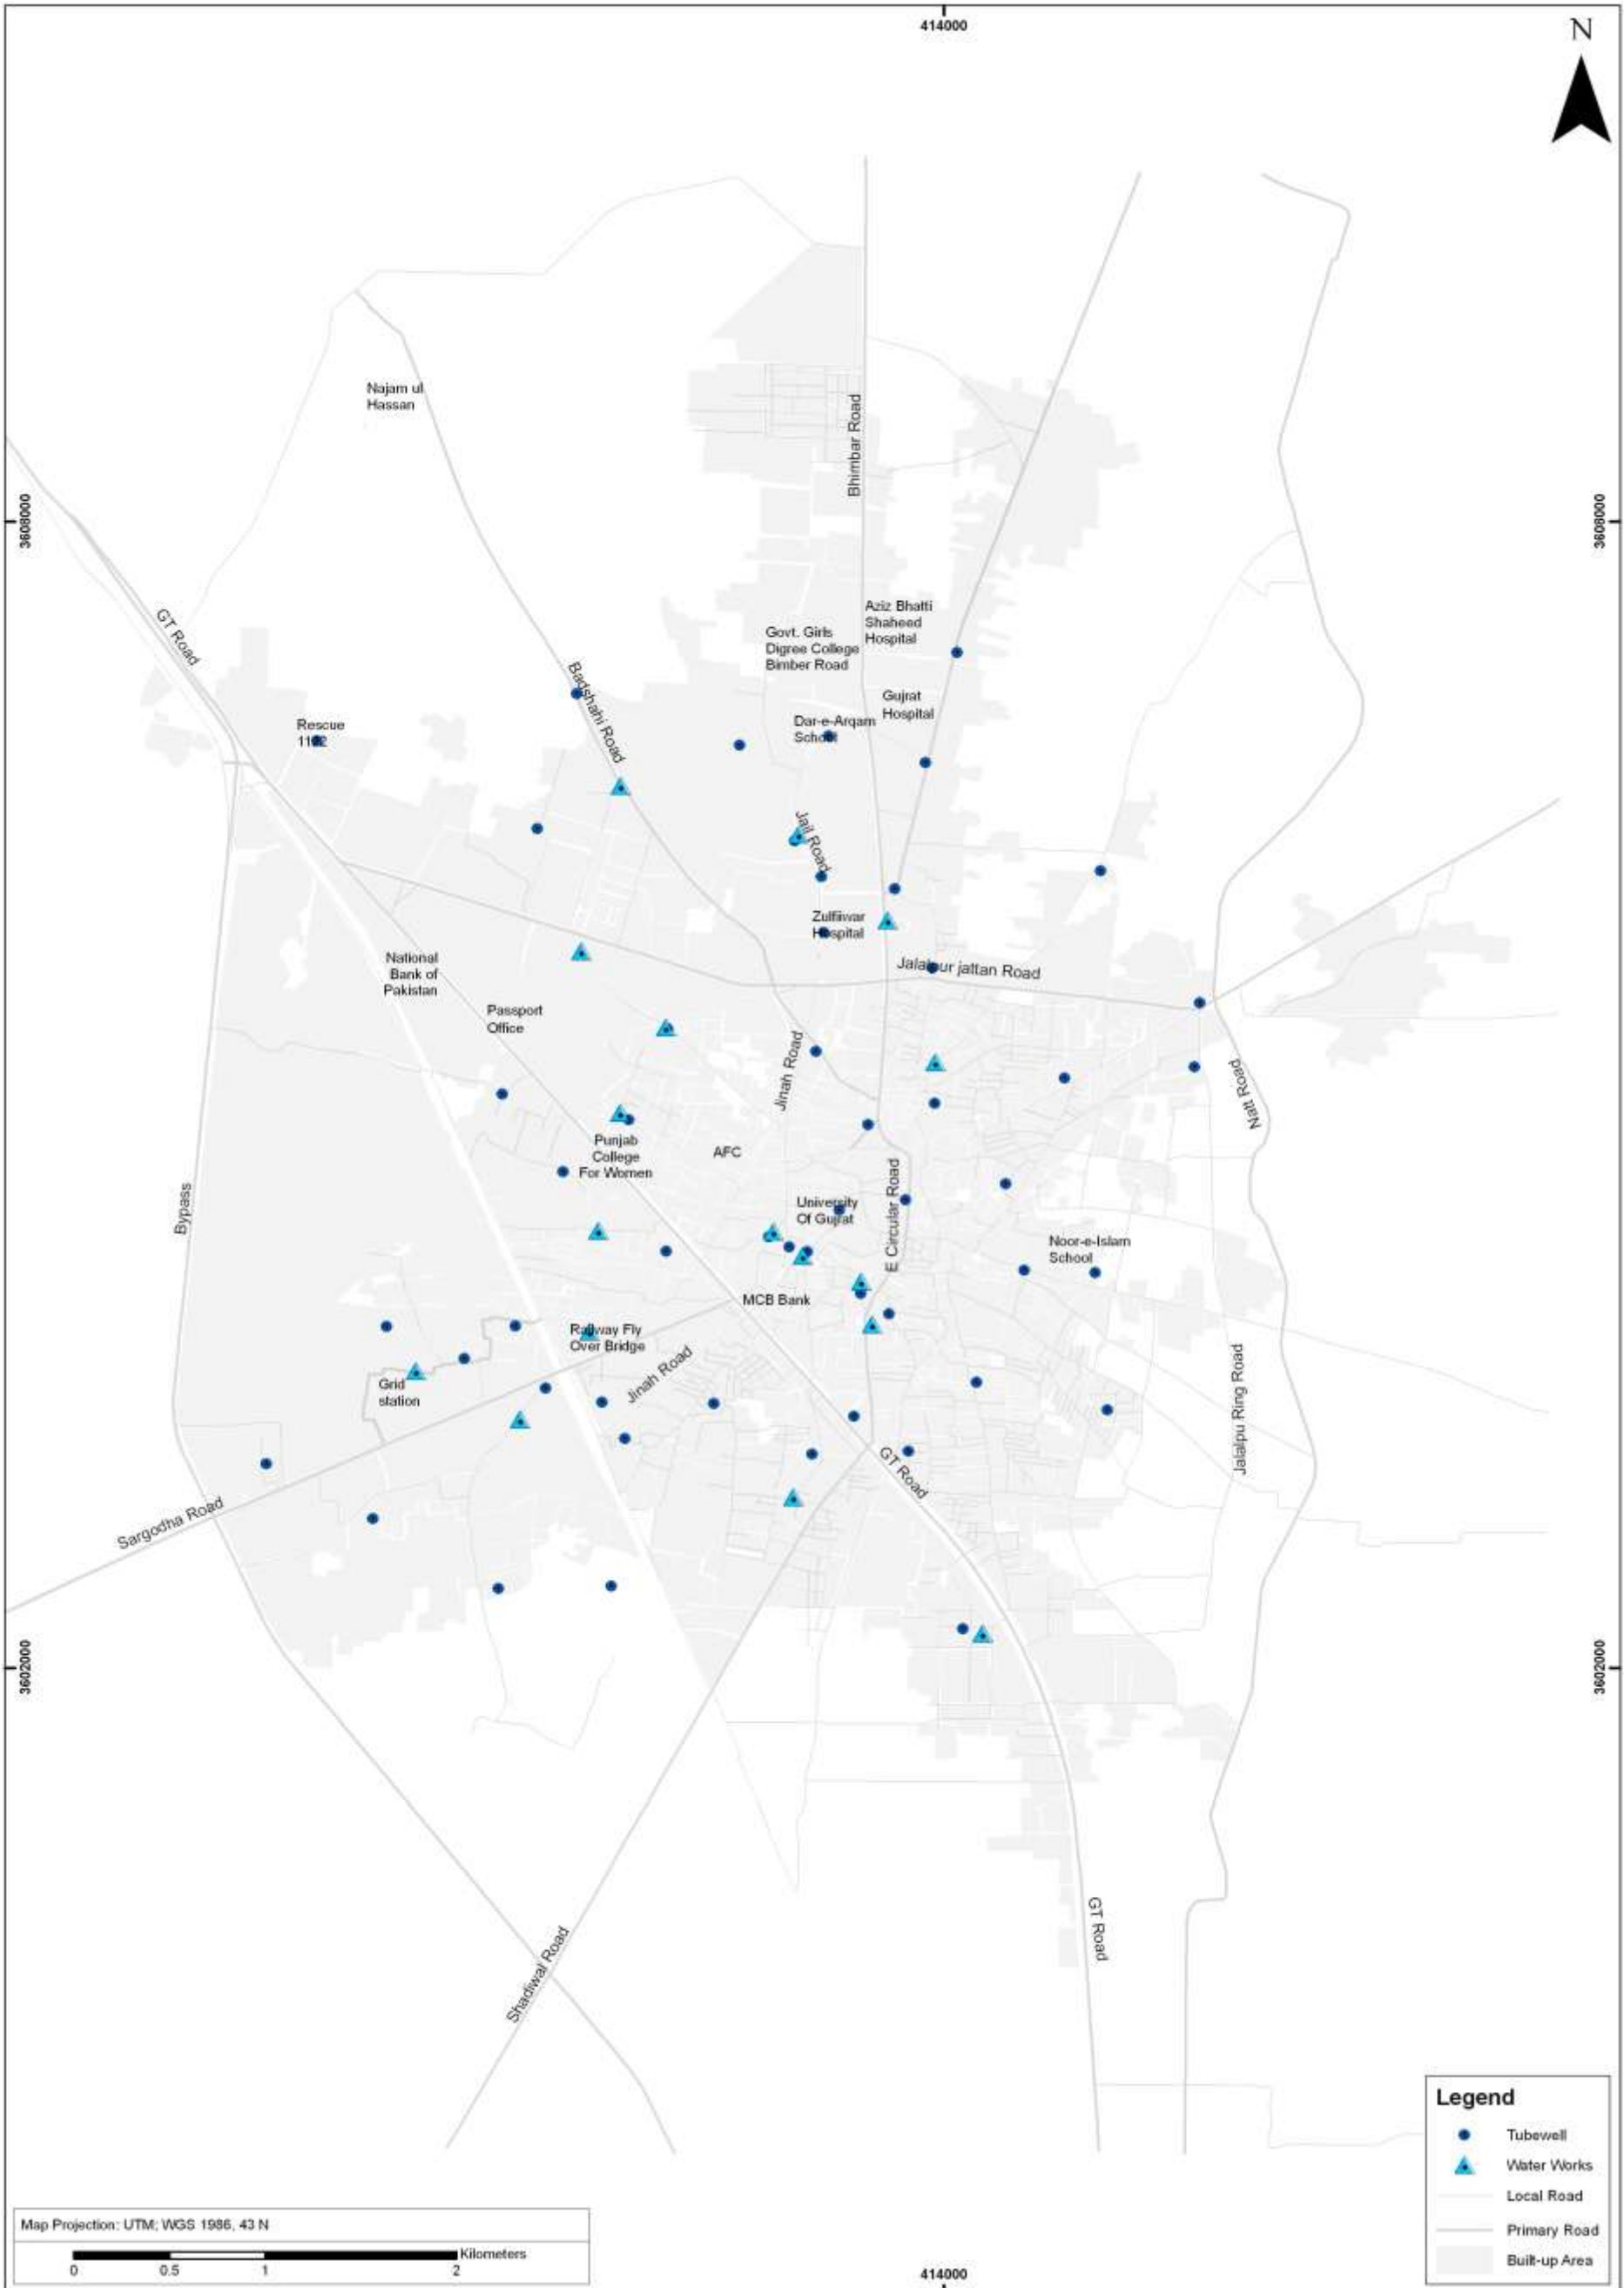 414000
N
Najam ul
Hassan
Bhimbar Road
3608000
3608000
Aziz Bhatti
Shaheed
Hospital
Govt. Girls
Digree College
Bimber Road
GT Road
Badshahi Road
Gujrat
Hospital
Rescue
1122
Dar-e-Arqam
School
Jail Road
Zulfiiwar
Hospital
National
Bank of
Pakistan
Jalalpur jattan Road
Passport
Office
Jinah Road
Natt Road
Punjab
College
For Women
AFC
Bypass
E Circular Road
University
Of Gujrat
Noor-e-Islam
School
MCB Bank
Railway Fly
Over Bridge
Jinah Road
Grid
station
Jalalpu Ring Road
GT Road
Sargodha Road
3602000
3602000
GT Road
Shadiwal Road
Legend
Tubewell
Water Works
Local Road
Primary Road
Built-up Area
Map Projection: UTM; WGS 1986, 43 N
Kilometers
0 0.5 1 2
414000